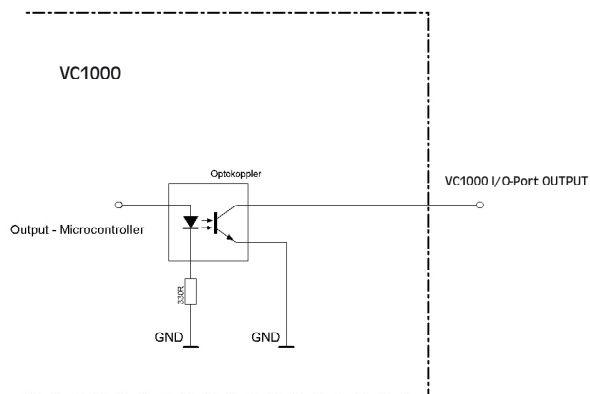 VC1000
Optokoppler
VC1000 I/O-Port OUTPUT
Output - Microcontroller
330R
GND
GND